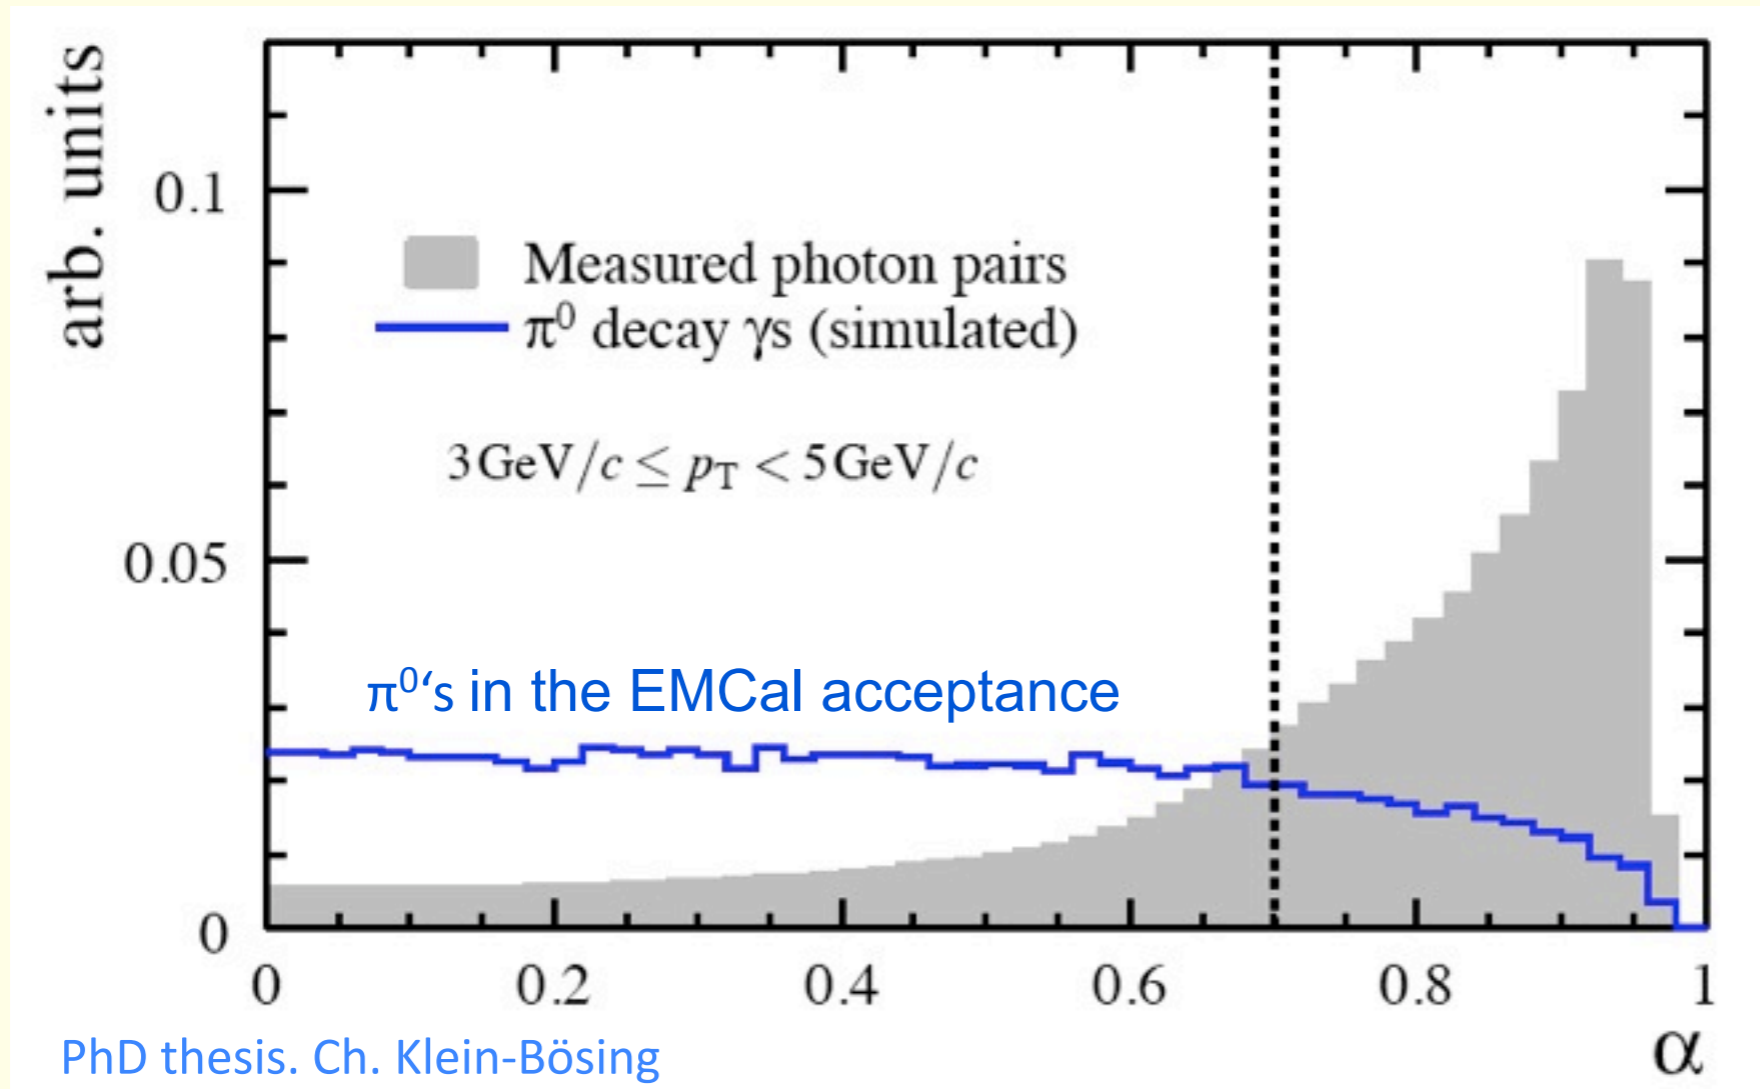 arb. units
0.1
0.05
0
Measured photon pairs
π⁰ decay γs (simulated)
3 GeV/c ≤ pT < 5 GeV/c
π⁰‘s in the EMCal acceptance
0 0.2 0.4 0.6 0.8 1
α
PhD thesis. Ch. Klein-Bösing